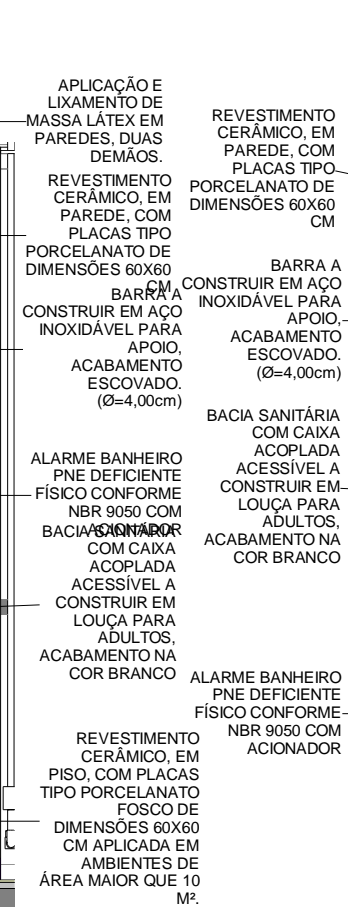 APLICAÇÃO E
LIXAMENTO DE
MASSA LÁTEX EM
PAREDES, DUAS
DEMÃOS.
REVESTIMENTO
CERÂMICO, EM
PAREDE, COM
PLACAS TIPO
PORCELANATO DE
DIMENSÕES 60X60
CM
BARRA A
CONSTRUIR EM AÇO
INOXIDÁVEL PARA
APOIO,
ACABAMENTO
ESCOVADO.
(Ø=4,00cm)
ALARME BANHEIRO
PNE DEFICIENTE
FÍSICO CONFORME
NBR 9050 COM
ACIONADOR
BACIA SANITÁRIA
COM CAIXA
ACOPLADA
ACESSÍVEL A
CONSTRUIR EM
LOUÇA PARA
ADULTOS,
ACABAMENTO NA
COR BRANCO
REVESTIMENTO
CERÂMICO, EM
PISO, COM PLACAS
TIPO PORCELANATO
FOSCO DE
DIMENSÕES 60X60
CM APLICADA EM
AMBIENTES DE
ÁREA MAIOR QUE 10
M².
REVESTIMENTO
CERÂMICO, EM
PAREDE, COM
PLACAS TIPO
PORCELANATO DE
DIMENSÕES 60X60
CM
BARRA A
CONSTRUIR EM AÇO
INOXIDÁVEL PARA
APOIO,
ACABAMENTO
ESCOVADO.
(Ø=4,00cm)
BACIA SANITÁRIA
COM CAIXA
ACOPLADA
ACESSÍVEL A
CONSTRUIR EM
LOUÇA PARA
ADULTOS,
ACABAMENTO NA
COR BRANCO
ALARME BANHEIRO
PNE DEFICIENTE
FÍSICO CONFORME
NBR 9050 COM
ACIONADOR